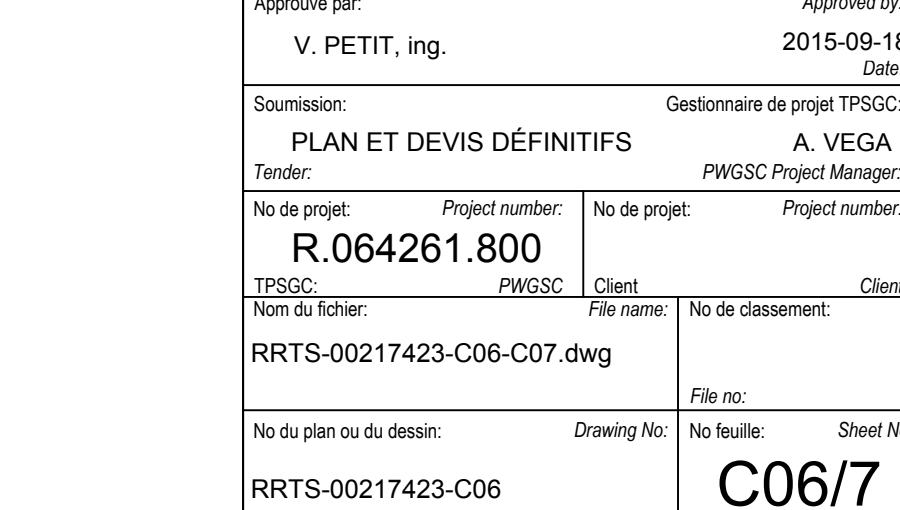 Approuvé par: Approved by:
V. PETIT, ing. 2015-09-18
Date
Soumission: Gestionnaire de projet TPSGC:
PLAN ET DEVIS DÉFINITIFS A. VEGA
Tender: PWGSC Project Manager:
No de projet: Project number: No de projet: Project number:
R.064261.800
TPSGC: PWGSC Client Client
Nom du fichier: File name: No de classement:
RRTS-00217423-C06-C07.dwg
File no:
No du plan ou du dessin: Drawing No: No feuille: Sheet No
RRTS-00217423-C06 C06/7